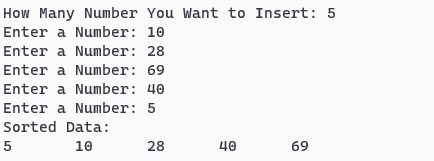 How Many Number You Want to Insert: 5
Enter a Number: 10
Enter a Number: 28
Enter a Number: 69
Enter a Number: 40
Enter a Number: 5
Sorted Data:
5       10      28      40      69